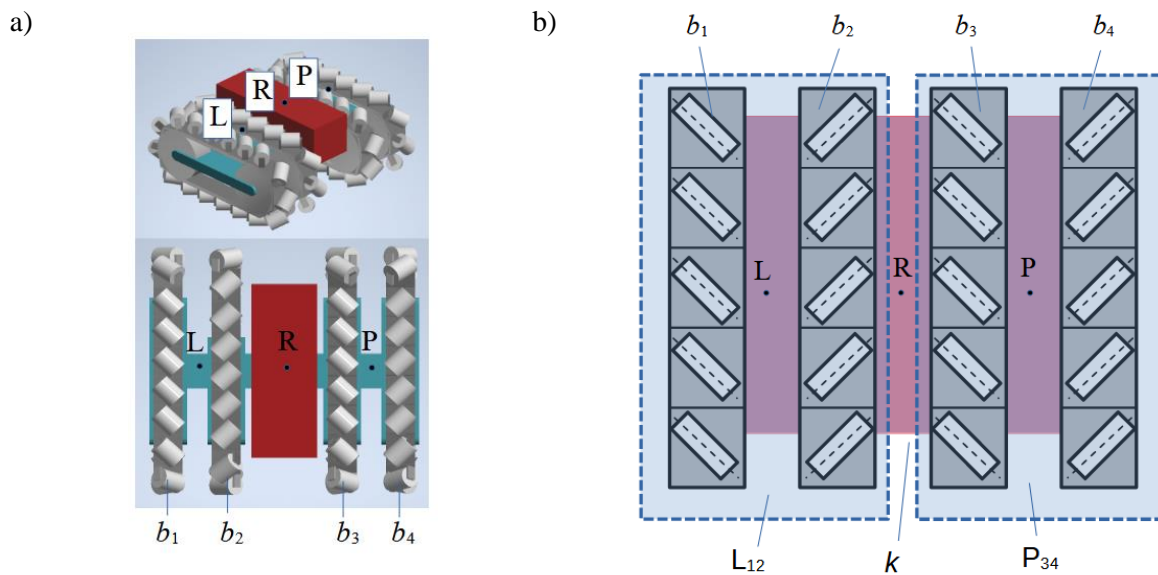 a)
P
R
L
L R P
b₁ b₂ b₃ b₄
b)
b₁ b₂ b₃ b₄
L R P
L₁₂ k P₃₄